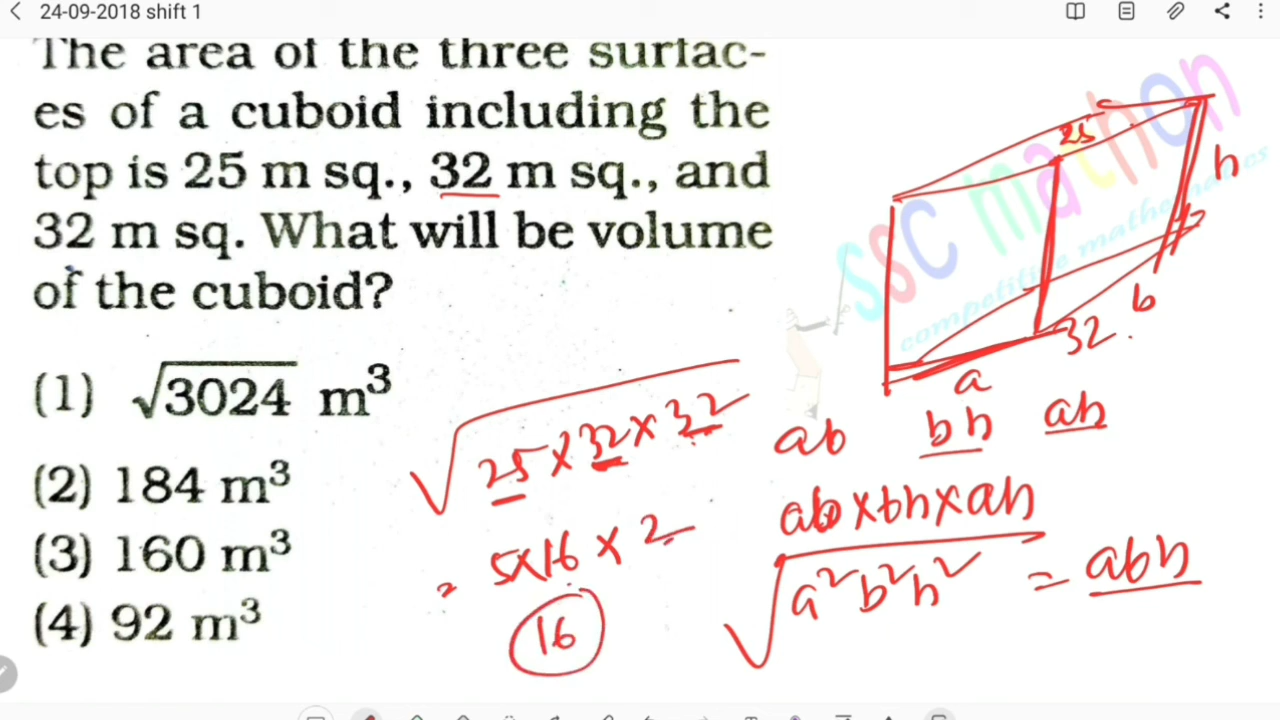 24-09-2018 shift 1
The area of the three surfac-
es of a cuboid including the
top is 25 m sq., 32 m sq., and
32 m sq. What will be volume
of the cuboid?
(1) √3024 m³
(2) 184 m³
(3) 160 m³
(4) 92 m³
√25×32×32
= 5×16×2
16
25
h
b
32
a
ab bh ah
ab×bh×ah
√a²b²h² = abh
ssc mathon
competitive mathematics